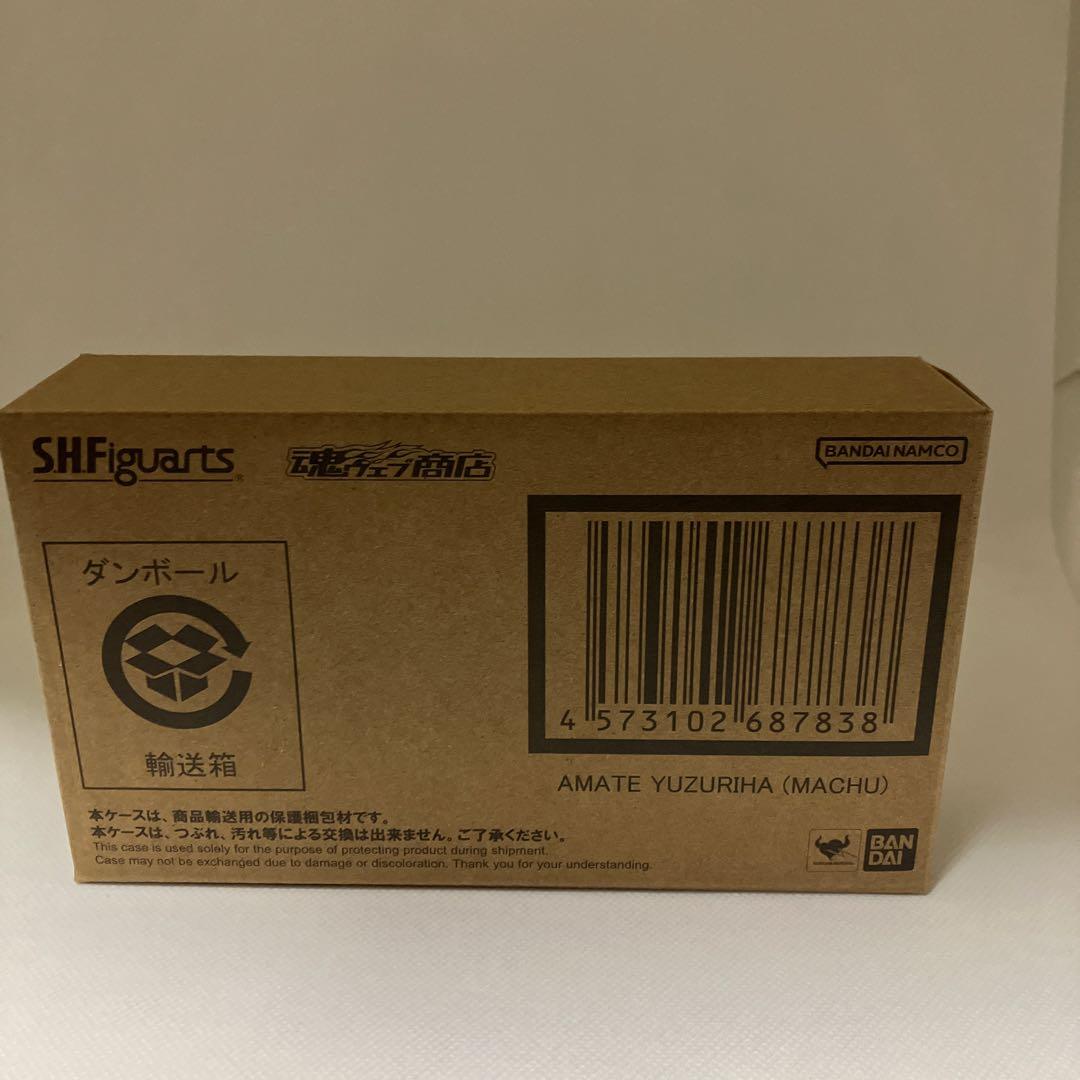 S.H.Figuarts®
魂ウェブ商店
BANDAI NAMCO
ダンボール
輸送箱
4 573102 687838
AMATE YUZURIHA (MACHU)
本ケースは、商品輸送用の保護梱包材です。
本ケースは、つぶれ、汚れ等による交換は出来ません。ご了承ください。
This case is used solely for the purpose of protecting product during shipment.
Case may not be exchanged due to damage or discoloration. Thank you for your understanding.
BAN
DAI